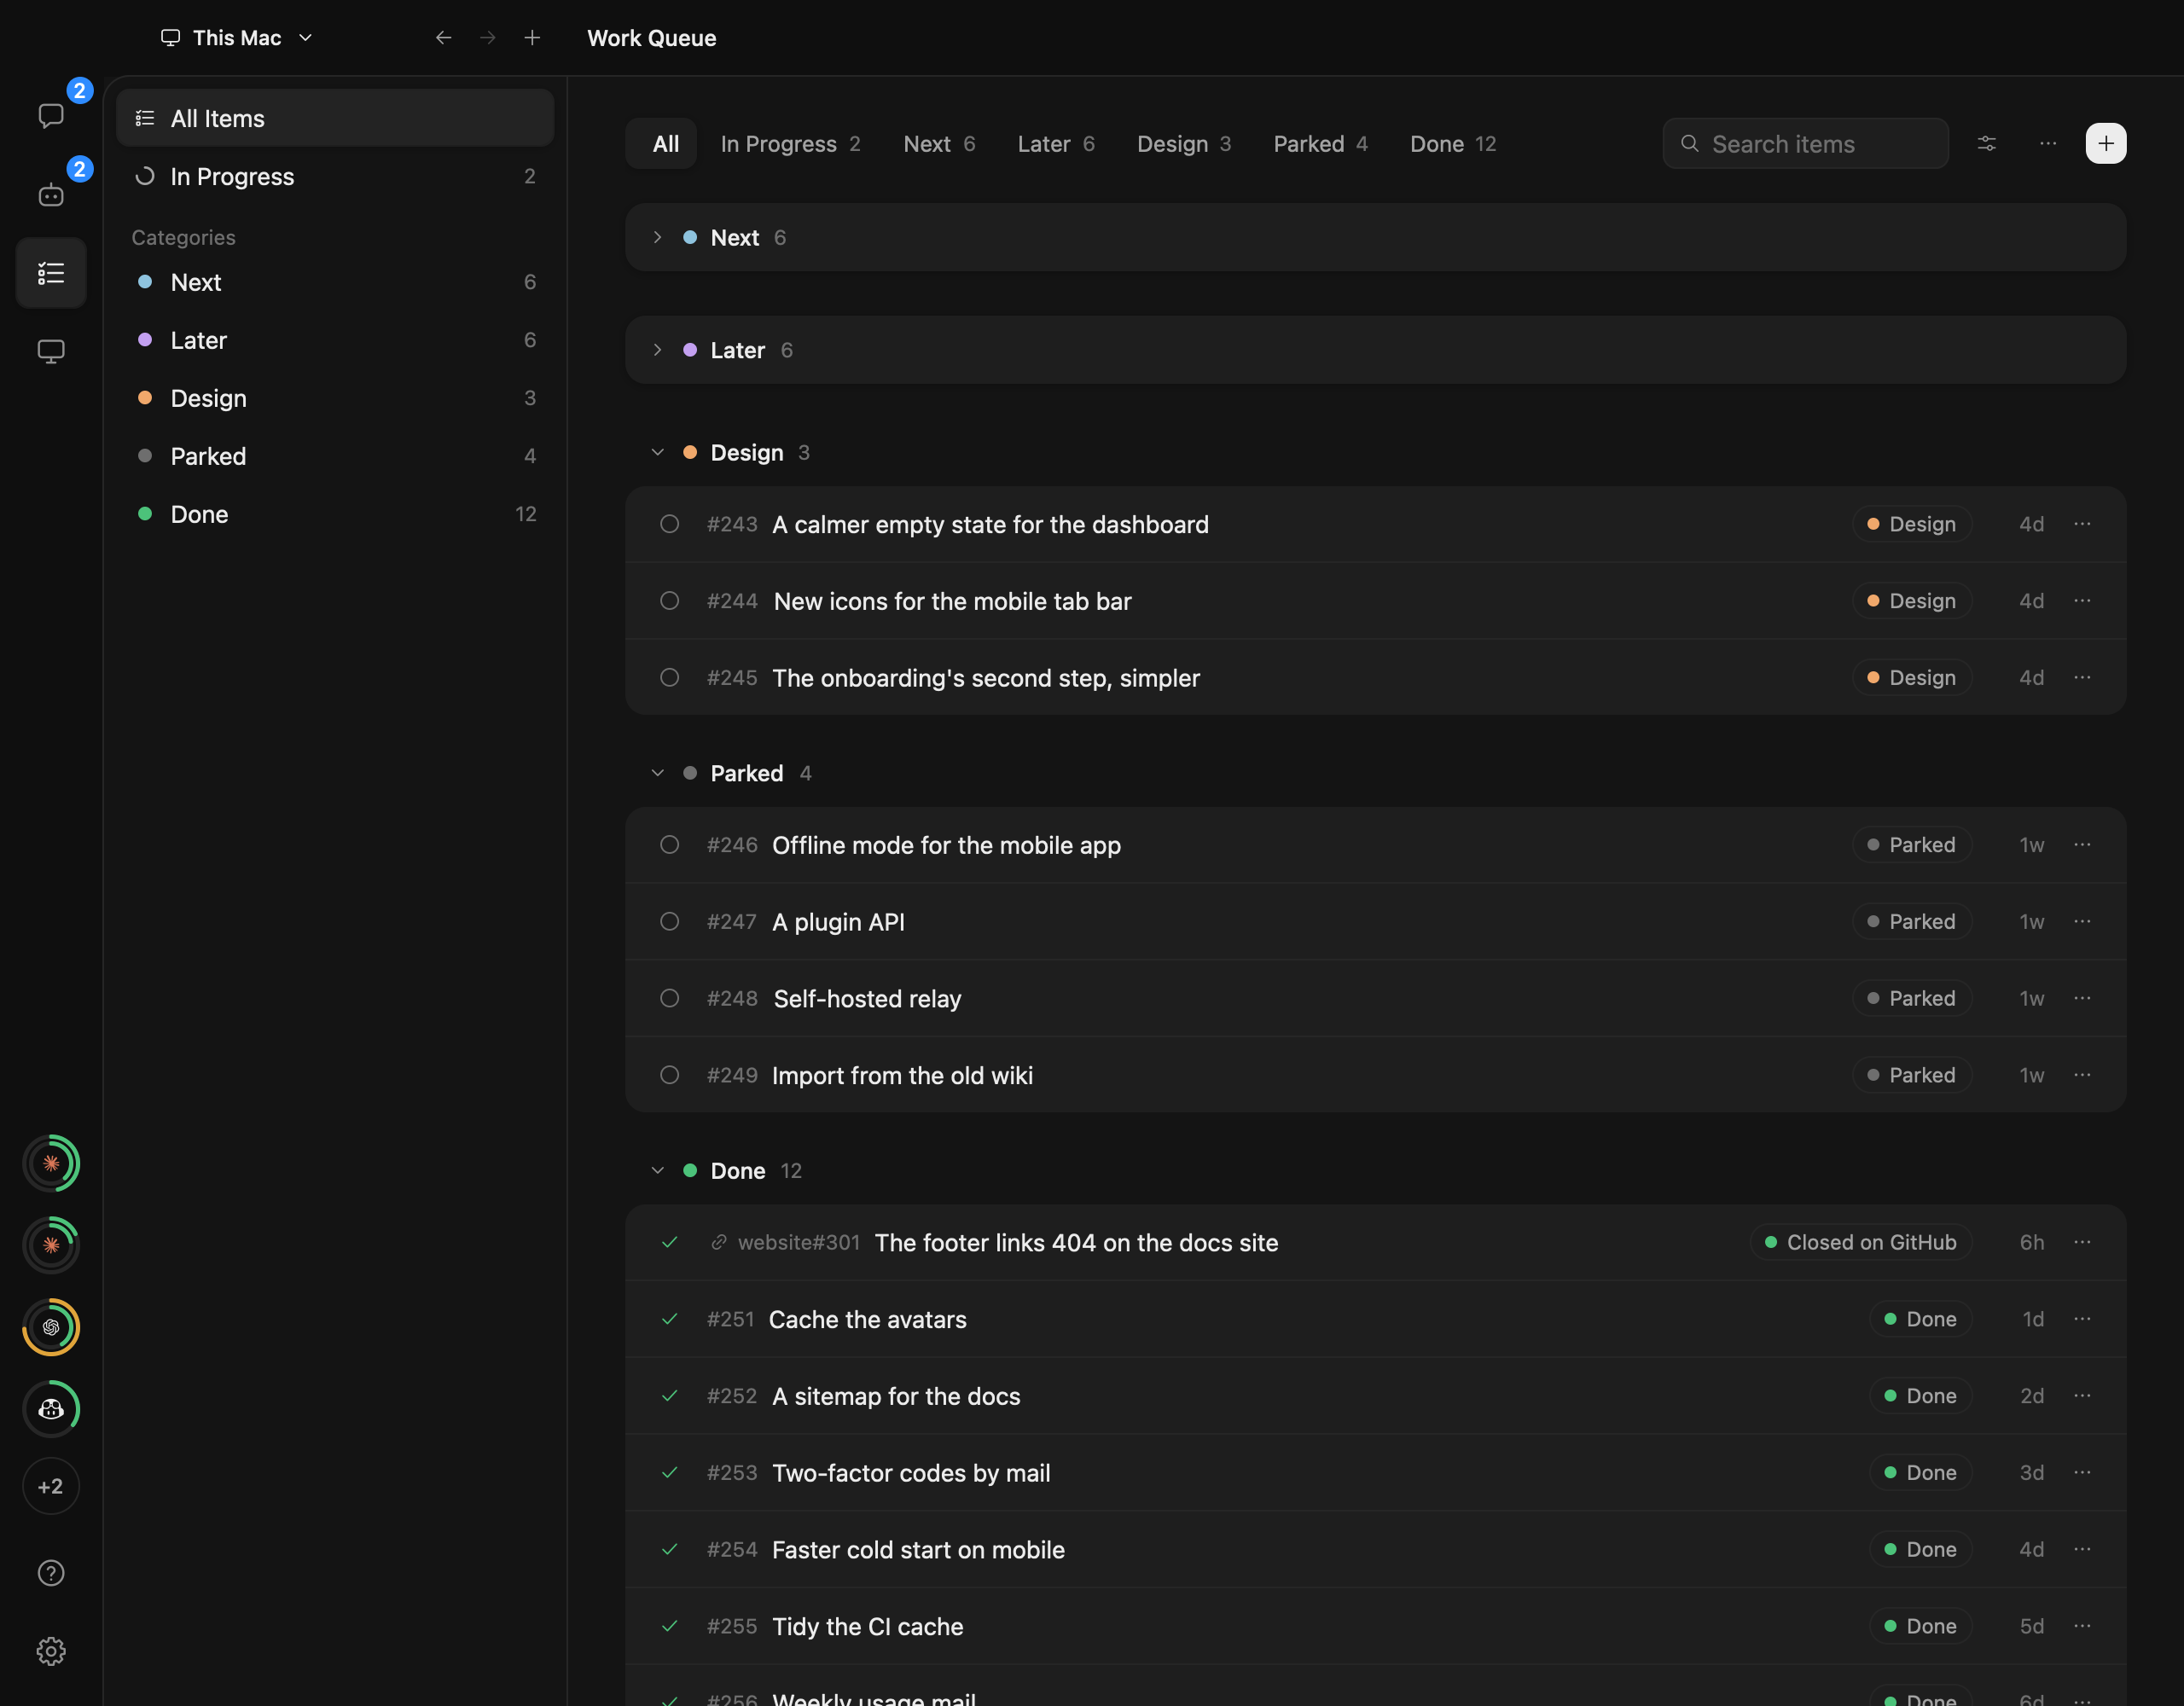 This Mac
Work Queue
2
2
+2
All Items
In Progress 2
Categories
Next 6
Later 6
Design 3
Parked 4
Done 12
All In Progress 2 Next 6 Later 6 Design 3 Parked 4 Done 12 Search items
Next 6
Later 6
Design 3
#243 A calmer empty state for the dashboard Design 4d
#244 New icons for the mobile tab bar Design 4d
#245 The onboarding's second step, simpler Design 4d
Parked 4
#246 Offline mode for the mobile app Parked 1w
#247 A plugin API Parked 1w
#248 Self-hosted relay Parked 1w
#249 Import from the old wiki Parked 1w
Done 12
website#301 The footer links 404 on the docs site Closed on GitHub 6h
#251 Cache the avatars Done 1d
#252 A sitemap for the docs Done 2d
#253 Two-factor codes by mail Done 3d
#254 Faster cold start on mobile Done 4d
#255 Tidy the CI cache Done 5d
#256 Weekly usage mail Done 6d